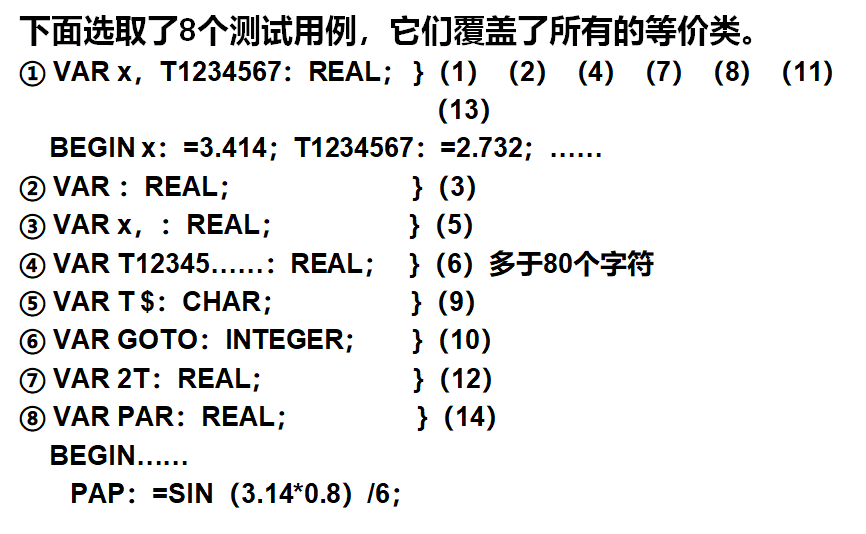 下面选取了8个测试用例，它们覆盖了所有的等价类。
① VAR x，T1234567：REAL；}（1）（2）（4）（7）（8）（11）
（13）
BEGIN x：=3.414；T1234567：=2.732；……
② VAR ：REAL； }（3）
③ VAR x，：REAL； }（5）
④ VAR T12345……：REAL； }（6）多于80个字符
⑤ VAR T $：CHAR； }（9）
⑥ VAR GOTO：INTEGER； }（10）
⑦ VAR 2T：REAL； }（12）
⑧ VAR PAR：REAL； }（14）
BEGIN……
PAP：=SIN（3.14*0.8）/6；